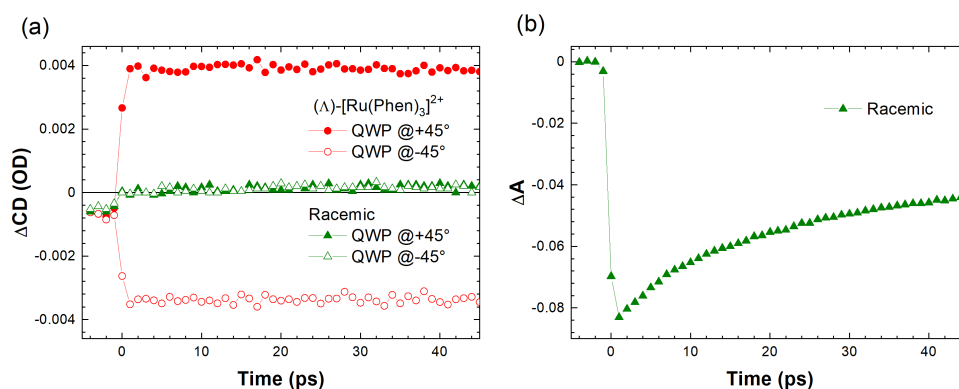 (a)
ΔCD (OD)
0.004
0.002
0
-0.002
-0.004
(Λ)-[Ru(Phen)₃]²⁺
QWP @+45°
QWP @-45°
Racemic
QWP @+45°
QWP @-45°
0
10
20
30
40
Time (ps)
(b)
ΔA
0
-0.02
-0.04
-0.06
-0.08
Racemic
0
10
20
30
40
Time (ps)